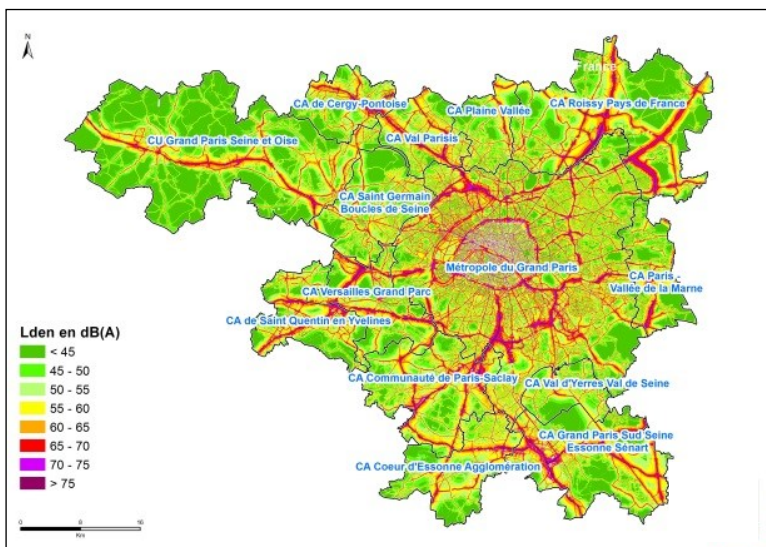 N
France
CA de Cergy-Pontoise
CA Plaine Vallée
CA Roissy Pays de France
CA Val Parisis
CU Grand Paris Seine et Oise
CA Saint Germain
Boucles de Seine
Métropole du Grand Paris
CA Paris -
Vallée de la Marne
CA Versailles Grand Parc
CA de Saint Quentin en Yvelines
CA Communauté de Paris-Saclay
CA Val d'Yerres Val de Seine
CA Grand Paris Sud Seine
Essonne Sénart
CA Coeur d'Essonne Agglomération
Lden en dB(A)
< 45
45 - 50
50 - 55
55 - 60
60 - 65
65 - 70
70 - 75
> 75
0 8 16
Km